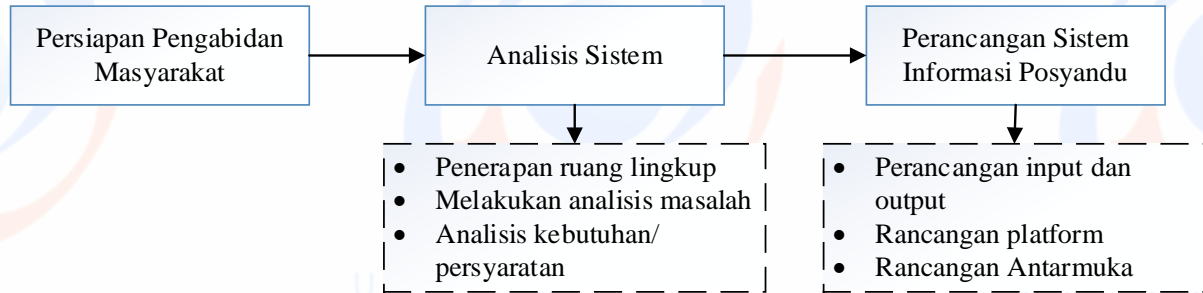 Persiapan Pengabidan
Masyarakat
Analisis Sistem
Perancangan Sistem
Informasi Posyandu
• Penerapan ruang lingkup
• Melakukan analisis masalah
• Analisis kebutuhan/
persyaratan
• Perancangan input dan
output
• Rancangan platform
• Rancangan Antarmuka